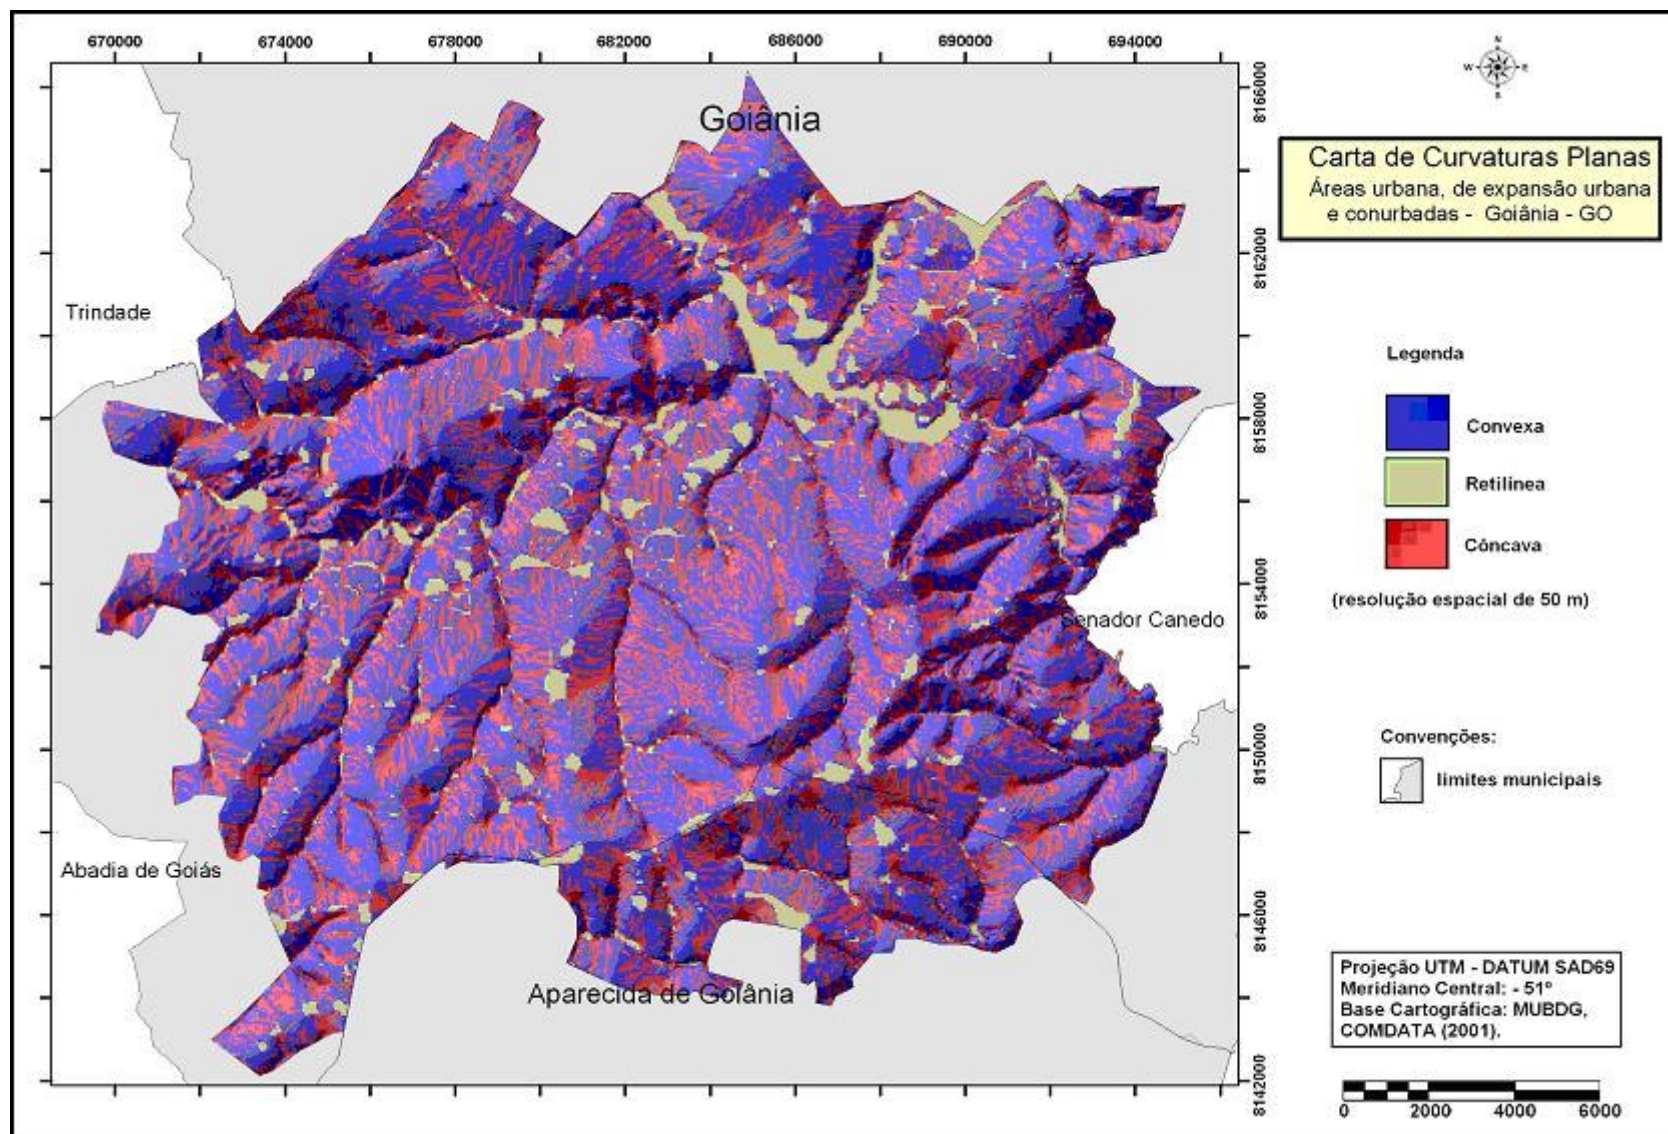 670000 674000 678000 682000 686000 690000 694000
N
W E
S
8166000
Goiânia
Carta de Curvaturas Planas
Áreas urbana, de expansão urbana
e conurbadas - Goiânia - GO
8162000
Trindade
Legenda
8158000
Convexa
Retilínea
Côncava
8154000
(resolução espacial de 50 m)
Senador Canedo
8150000
Convenções:
limites municipais
Abadia de Goiás
8146000
Aparecida de Goiânia
Projeção UTM - DATUM SAD69
Meridiano Central: - 51º
Base Cartográfica: MUBDG,
COMDATA (2001).
8142000
0 2000 4000 6000